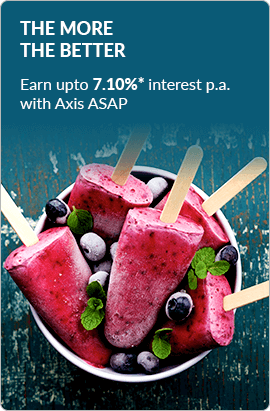 THE MORE
THE BETTER
Earn upto 7.10%* interest p.a.
with Axis ASAP